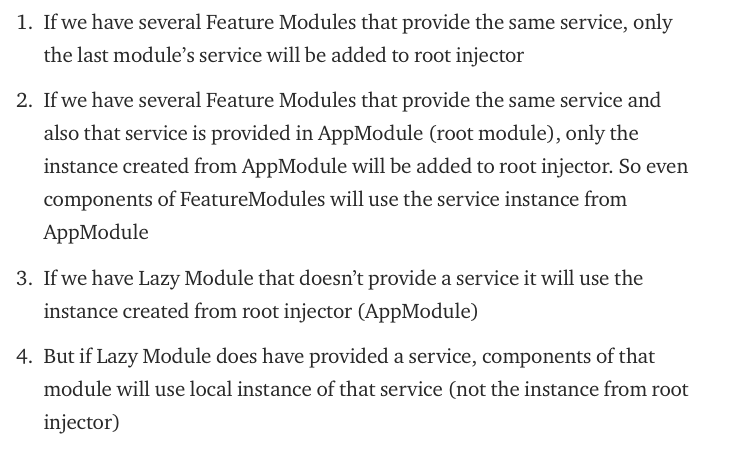 1. If we have several Feature Modules that provide the same service, only
the last module’s service will be added to root injector
2. If we have several Feature Modules that provide the same service and
also that service is provided in AppModule (root module), only the
instance created from AppModule will be added to root injector. So even
components of FeatureModules will use the service instance from
AppModule
3. If we have Lazy Module that doesn’t provide a service it will use the
instance created from root injector (AppModule)
4. But if Lazy Module does have provided a service, components of that
module will use local instance of that service (not the instance from root
injector)